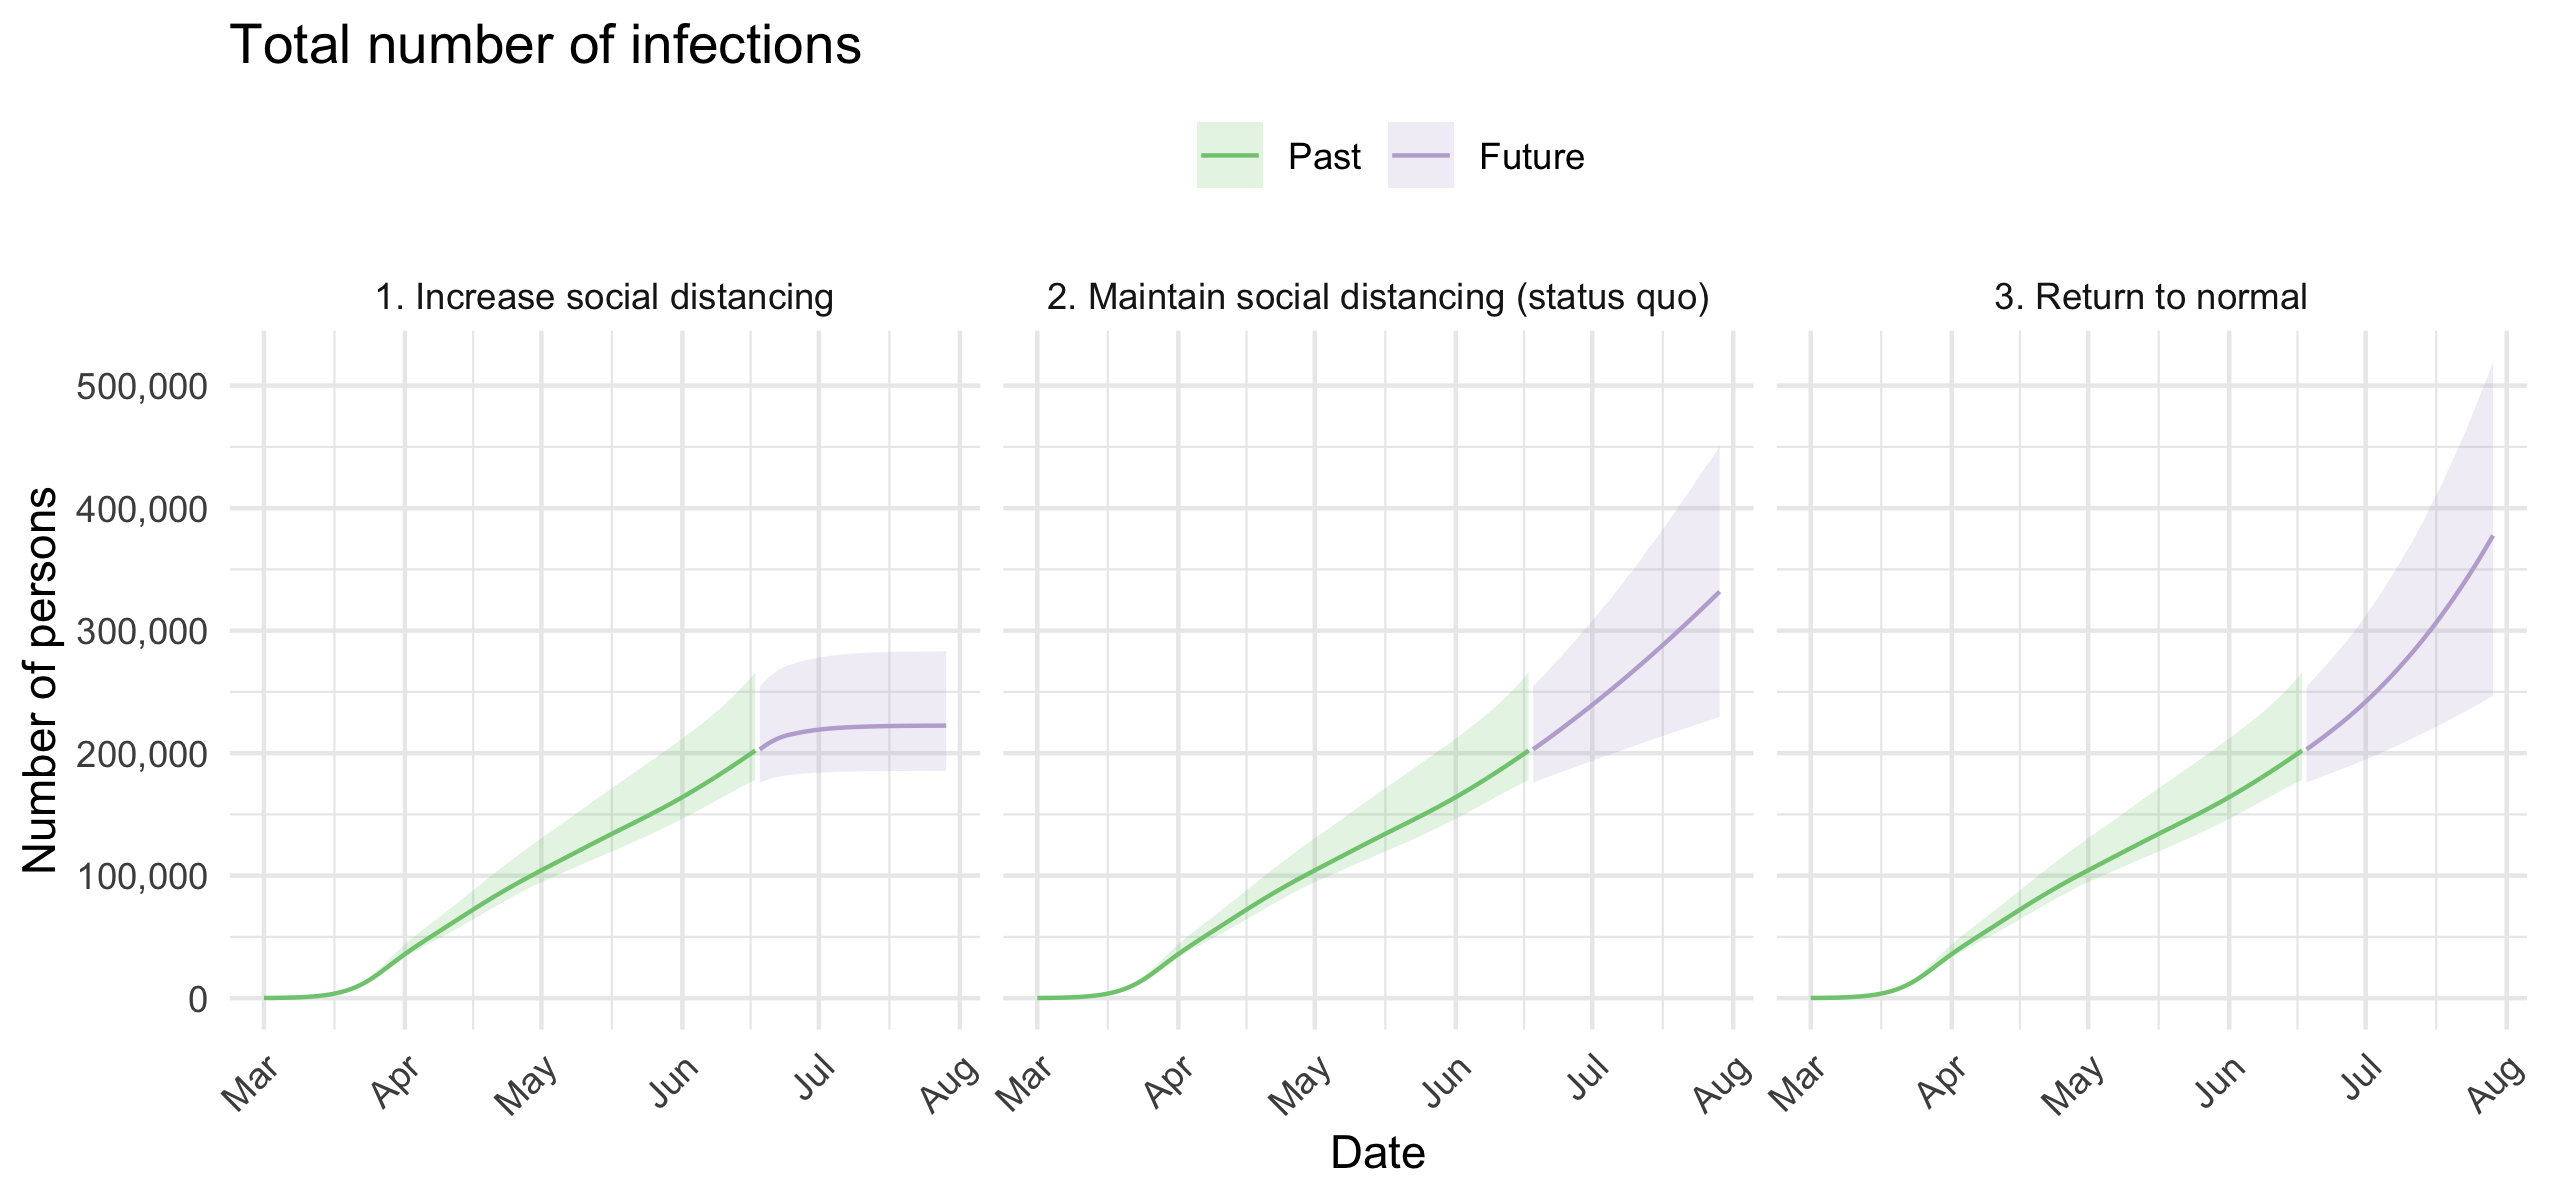 Total number of infections
Past
Future
1. Increase social distancing
2. Maintain social distancing (status quo)
3. Return to normal
Number of persons
500,000
400,000
300,000
200,000
100,000
0
Mar Apr May Jun Jul Aug
Mar Apr May Jun Jul Aug
Mar Apr May Jun Jul Aug
Date